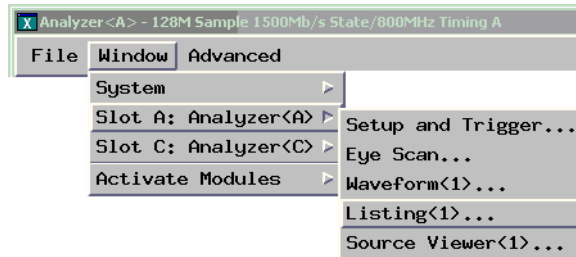 Analyzer<A> - 128M Sample 1500Mb/s State/800MHz Timing A
File Window Advanced
System
Slot A: Analyzer<A>
Slot C: Analyzer<C>
Activate Modules
Setup and Trigger...
Eye Scan...
Waveform<1>...
Listing<1>...
Source Viewer<1>...